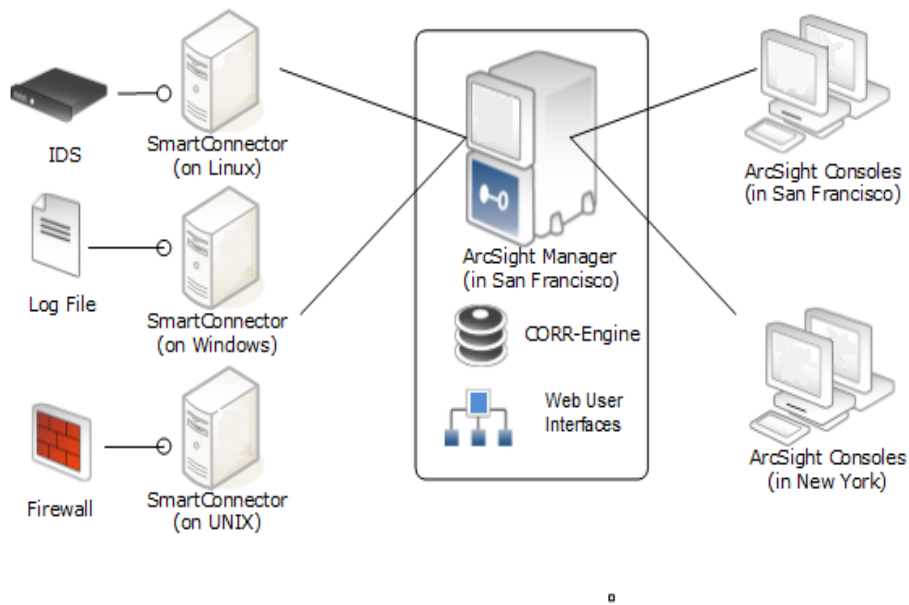 IDS
SmartConnector
(on Linux)
Log File
SmartConnector
(on Windows)
Firewall
SmartConnector
(on UNIX)
ArcSight Manager
(in San Francisco)
CORR-Engine
Web User
Interfaces
ArcSight Consoles
(in San Francisco)
ArcSight Consoles
(in New York)